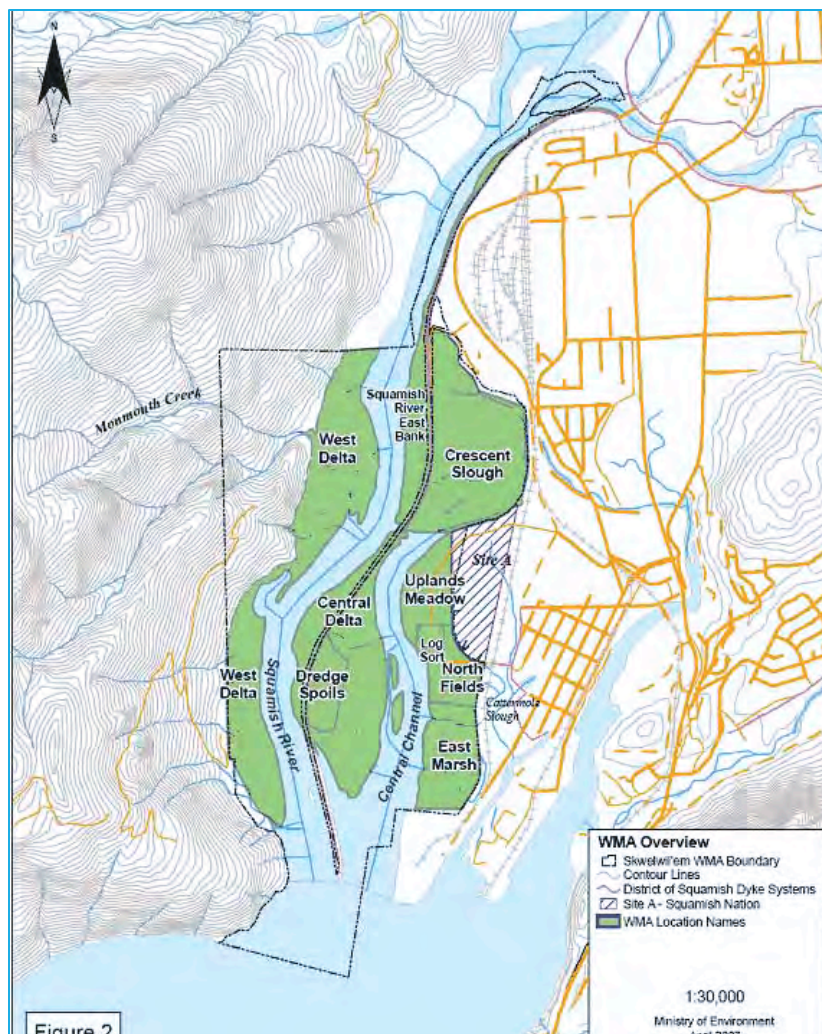 N
S
Monmouth Creek
West
Delta
Squamish
River
East
Bank
Crescent
Slough
Site A
Uplands
Meadow
Central
Delta
Log
Sort
West
Delta
Dredge
Spoils
North
Fields
Squamish River
Central Channel
Cattermole
Slough
East
Marsh
WMA Overview
Skwelwil'em WMA Boundary
Contour Lines
District of Squamish Dyke Systems
Site A - Squamish Nation
WMA Location Names
1:30,000
Ministry of Environment
Figure 2